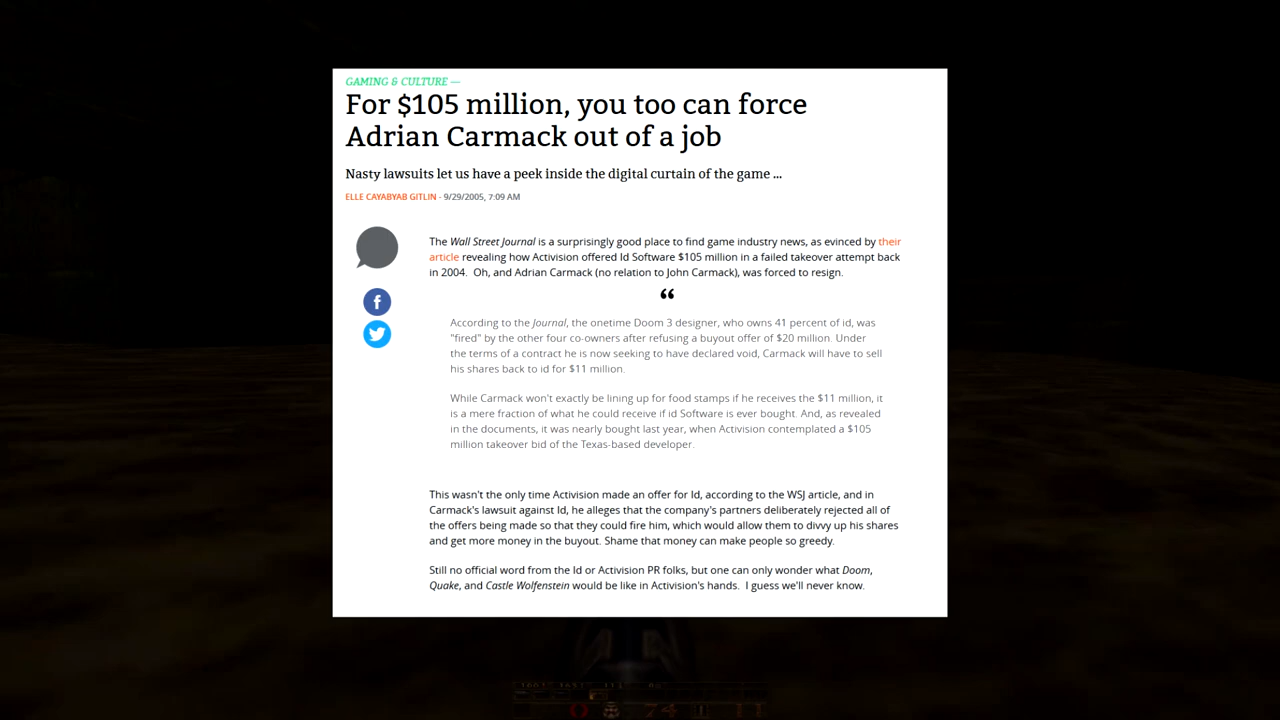 GAMING & CULTURE —
For $105 million, you too can force
Adrian Carmack out of a job
Nasty lawsuits let us have a peek inside the digital curtain of the game ...
ELLE CAYABYAB GITLIN - 9/29/2005, 7:09 AM
The Wall Street Journal is a surprisingly good place to find game industry news, as evinced by their
article revealing how Activision offered Id Software $105 million in a failed takeover attempt back
in 2004. Oh, and Adrian Carmack (no relation to John Carmack), was forced to resign.
“
According to the Journal, the onetime Doom 3 designer, who owns 41 percent of id, was
"fired" by the other four co-owners after refusing a buyout offer of $20 million. Under
the terms of a contract he is now seeking to have declared void, Carmack will have to sell
his shares back to id for $11 million.
While Carmack won't exactly be lining up for food stamps if he receives the $11 million, it
is a mere fraction of what he could receive if id Software is ever bought. And, as revealed
in the documents, it was nearly bought last year, when Activision contemplated a $105
million takeover bid of the Texas-based developer.
This wasn't the only time Activision made an offer for Id, according to the WSJ article, and in
Carmack's lawsuit against Id, he alleges that the company's partners deliberately rejected all of
the offers being made so that they could fire him, which would allow them to divvy up his shares
and get more money in the buyout. Shame that money can make people so greedy.
Still no official word from the Id or Activision PR folks, but one can only wonder what Doom,
Quake, and Castle Wolfenstein would be like in Activision's hands. I guess we'll never know.
0 74 11